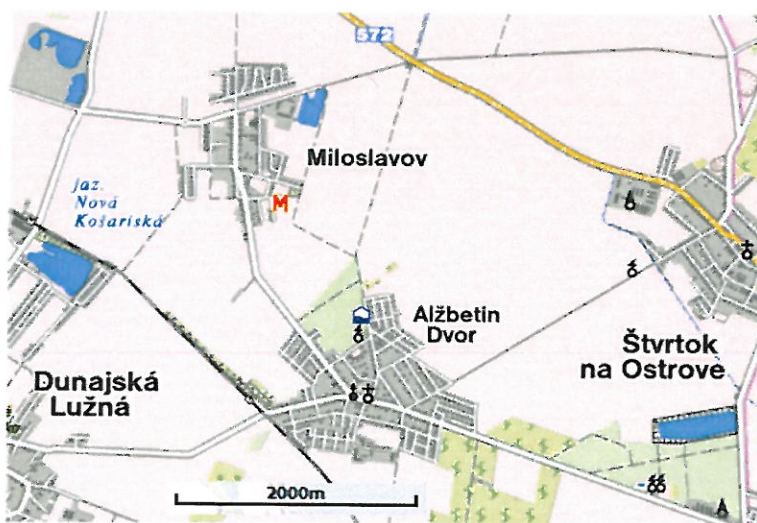 572
Miloslavov
jaz.
Nová
Košariská
M
Alžbetin
Dvor
Štvrtok
na Ostrove
Dunajská
Lužná
2000m